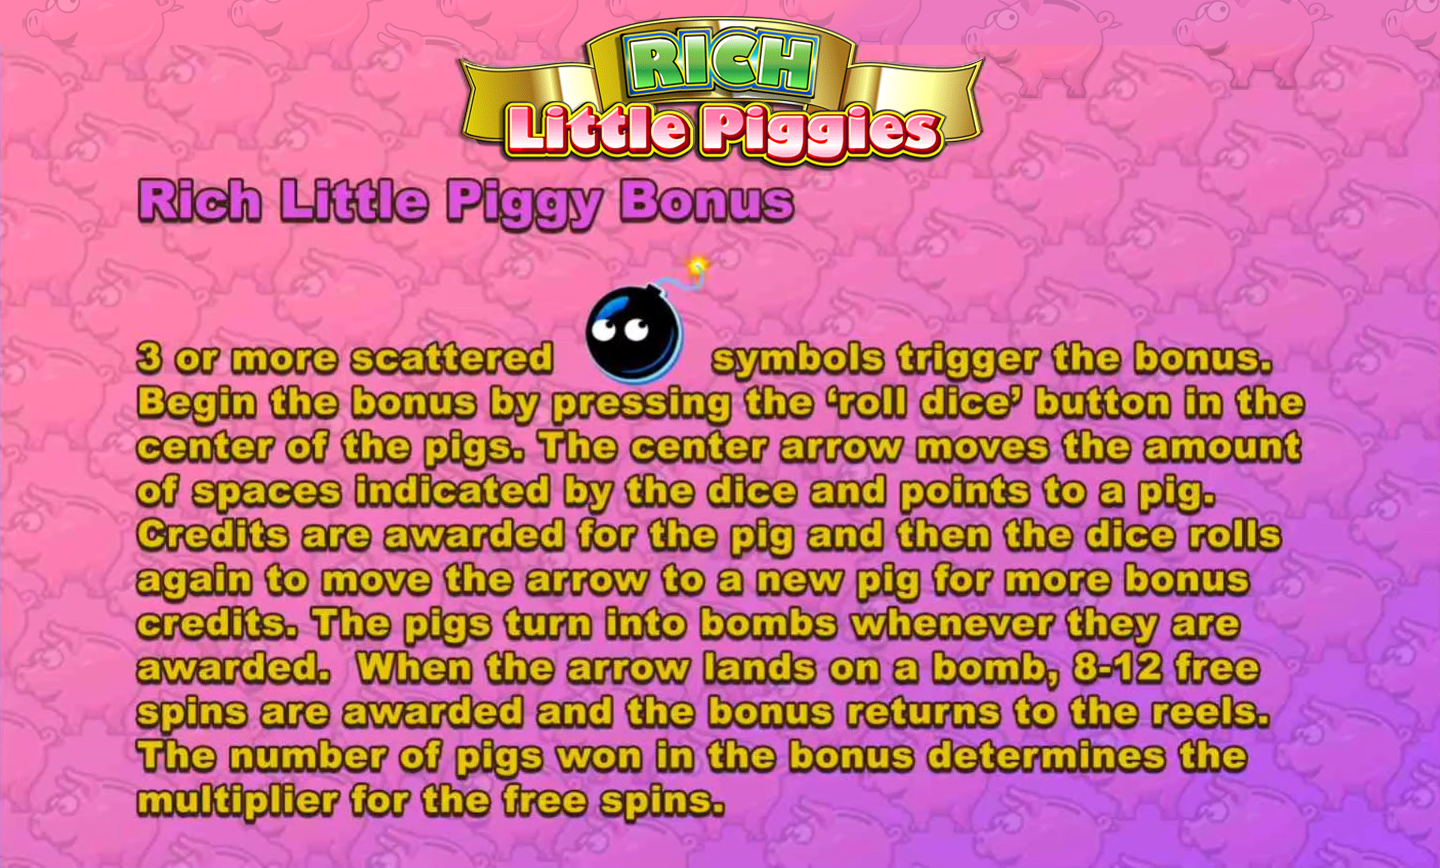 RICH
Little Piggies
Rich Little Piggy Bonus
3 or more scattered symbols trigger the bonus.
Begin the bonus by pressing the ‘roll dice’ button in the
center of the pigs. The center arrow moves the amount
of spaces indicated by the dice and points to a pig.
Credits are awarded for the pig and then the dice rolls
again to move the arrow to a new pig for more bonus
credits. The pigs turn into bombs whenever they are
awarded. When the arrow lands on a bomb, 8-12 free
spins are awarded and the bonus returns to the reels.
The number of pigs won in the bonus determines the
multiplier for the free spins.